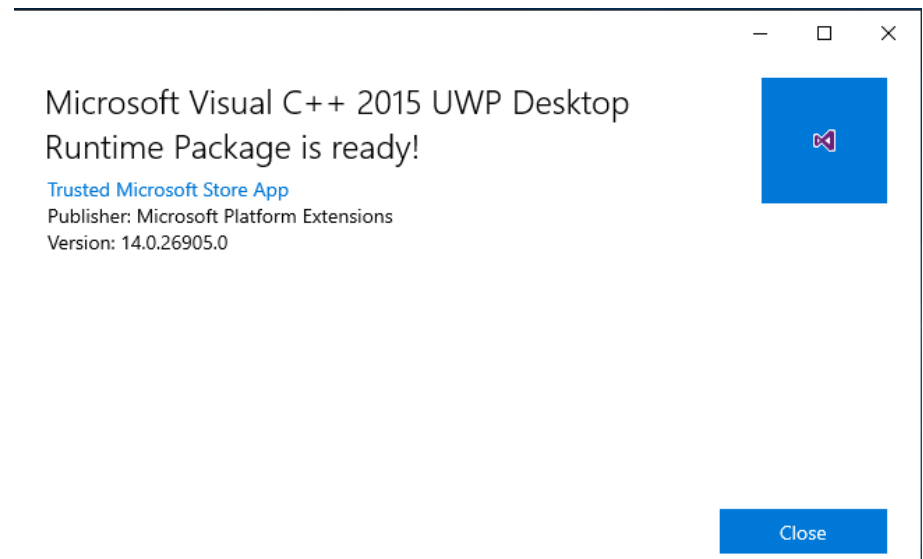 Microsoft Visual C++ 2015 UWP Desktop
Runtime Package is ready!
Trusted Microsoft Store App
Publisher: Microsoft Platform Extensions
Version: 14.0.26905.0
Close